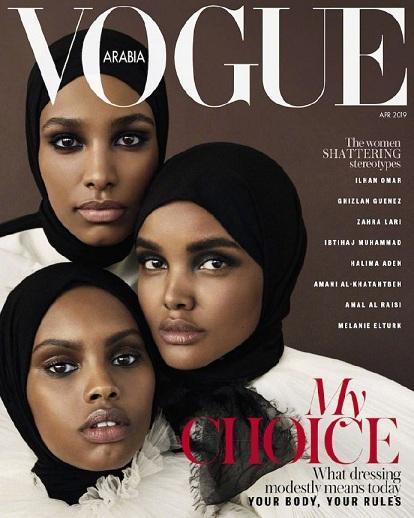 VOGUE
ARABIA
APR 2019
The women
SHATTERING
stereotypes
ILHAN OMAR
GHIZLAN GUENEZ
ZAHRA LARI
IBTIHAJ MUHAMMAD
HALIMA ADEN
AMANI AL-KHATAHTBEH
AMAL AL RAISI
MELANIE ELTURK
My
CHOICE
What dressing
modestly means today
YOUR BODY, YOUR RULES